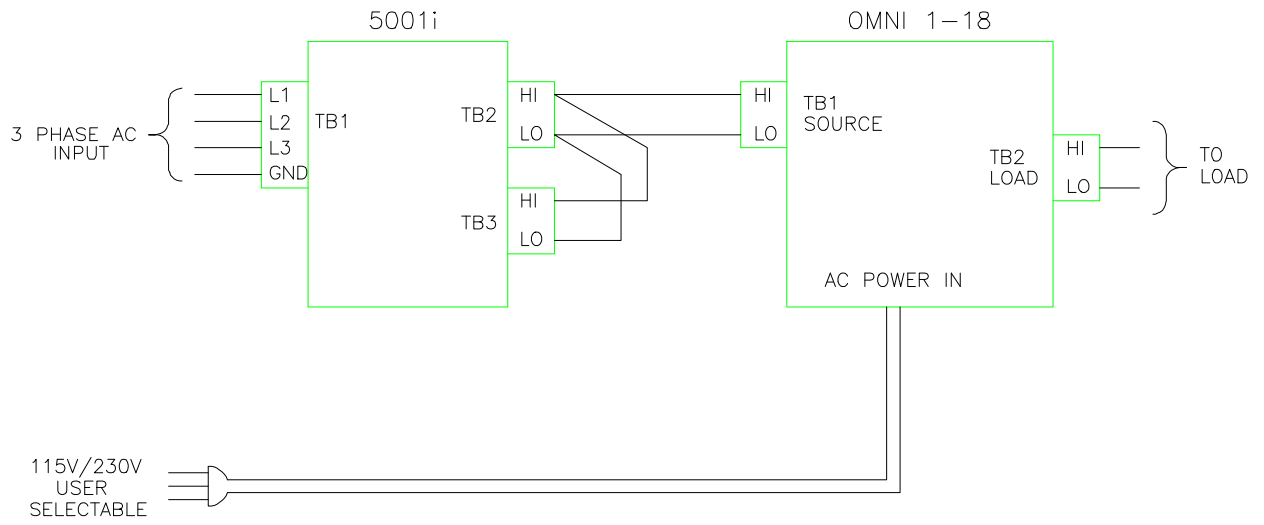 5001i
OMNI 1-18
3 PHASE AC
INPUT
L1
L2
L3
GND
TB1
TB2
HI
LO
TB3
HI
LO
HI
LO
TB1
SOURCE
TB2
LOAD
HI
LO
TO
LOAD
AC POWER IN
115V/230V
USER
SELECTABLE